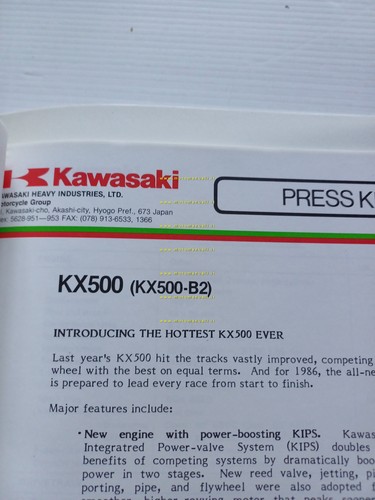 Kawasaki
KAWASAKI HEAVY INDUSTRIES, LTD.
Motorcycle Group
Kawasaki-cho, Akashi-city, Hyogo Pref., 673 Japan
5628-951—953 FAX: (078) 913-6533, 1366
PRESS
KX500 (KX500-B2)
INTRODUCING THE HOTTEST KX500 EVER
Last year's KX500 hit the tracks vastly improved, competing
wheel with the best on equal terms. And for 1986, the all-ne
is prepared to lead every race from start to finish.
Major features include:
· New engine with power-boosting KIPS. Kawas
Integratred Power-valve System (KIPS) doubles
benefits of competing systems by dramatically boo
power in two stages. New reed valve, jetting, pi
porting, pipe, and flywheel were also adopted f